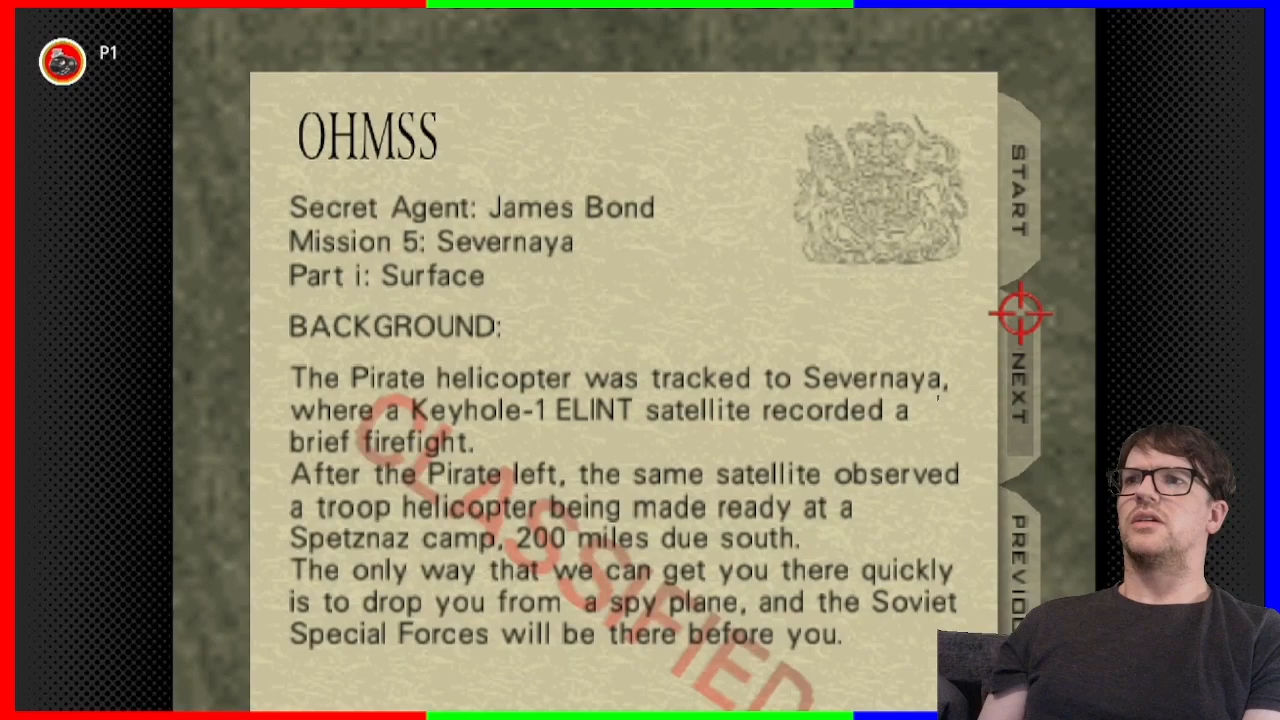 P1
OHMSS
Secret Agent: James Bond
Mission 5: Severnaya
Part i: Surface
BACKGROUND:
The Pirate helicopter was tracked to Severnaya,
where a Keyhole-1 ELINT satellite recorded a
brief firefight.
After the Pirate left, the same satellite observed
a troop helicopter being made ready at a
Spetznaz camp, 200 miles due south.
The only way that we can get you there quickly
is to drop you from a spy plane, and the Soviet
Special Forces will be there before you.
CLASSIFIED
START
NEXT